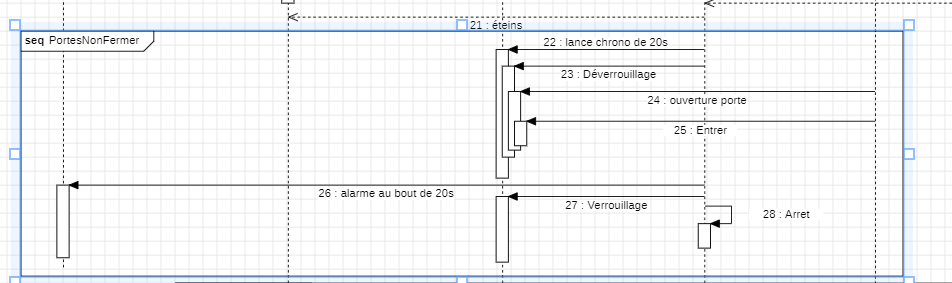 21 : éteins
seq PortesNonFermer
22 : lance chrono de 20s
23 : Déverrouillage
24 : ouverture porte
25 : Entrer
26 : alarme au bout de 20s
27 : Verrouillage
28 : Arret